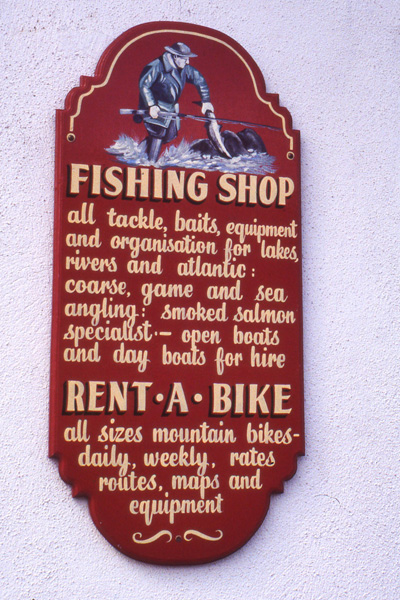 FISHING SHOP
all tackle, baits, equipment
and organisation for lakes,
rivers and atlantic:
coarse, game and sea
angling: smoked salmon
specialist:- open boats
and day boats for hire
RENT·A·BIKE
all sizes mountain bikes-
daily, weekly, rates
routes, maps and
equipment